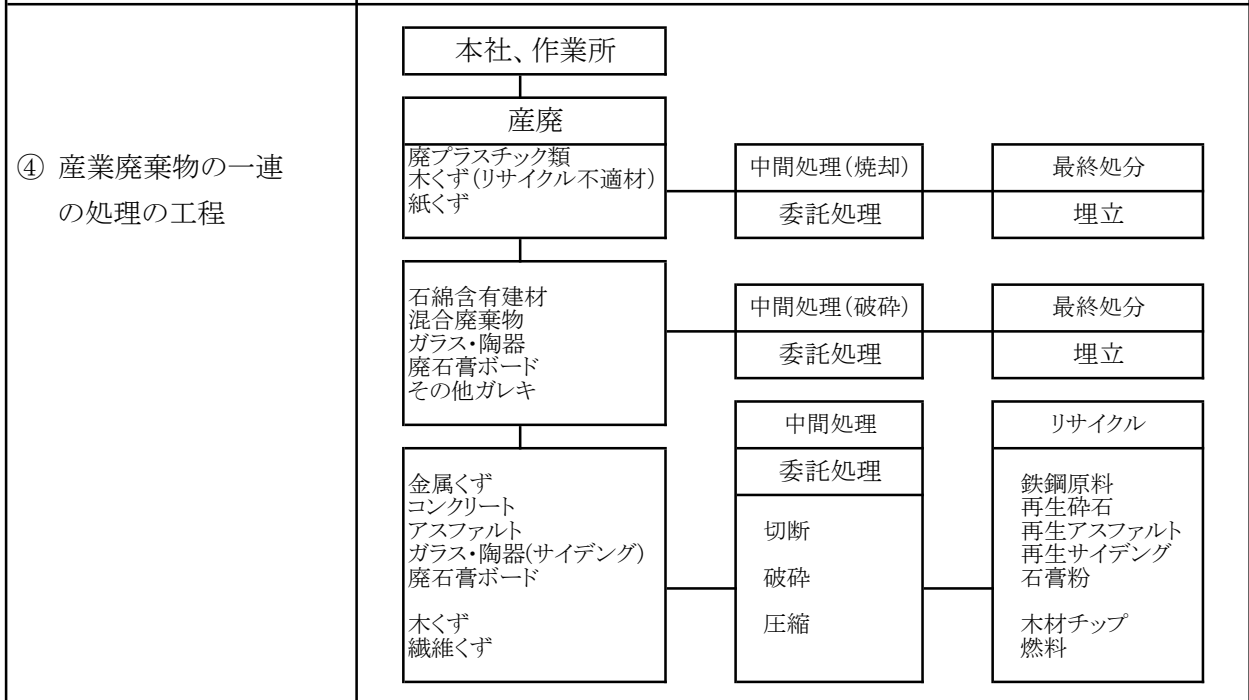 ④ 産業廃棄物の一連
の処理の工程
本社、作業所
産廃
廃プラスチック類
木くず(リサイクル不適材)
紙くず
中間処理(焼却)
委託処理
最終処分
埋立
石綿含有建材
混合廃棄物
ガラス・陶器
廃石膏ボード
その他ガレキ
中間処理(破砕)
委託処理
最終処分
埋立
金属くず
コンクリート
アスファルト
ガラス・陶器(サイデング)
廃石膏ボード
木くず
繊維くず
中間処理
委託処理
切断
破砕
圧縮
リサイクル
鉄鋼原料
再生砕石
再生アスファルト
再生サイデング
石膏粉
木材チップ
燃料